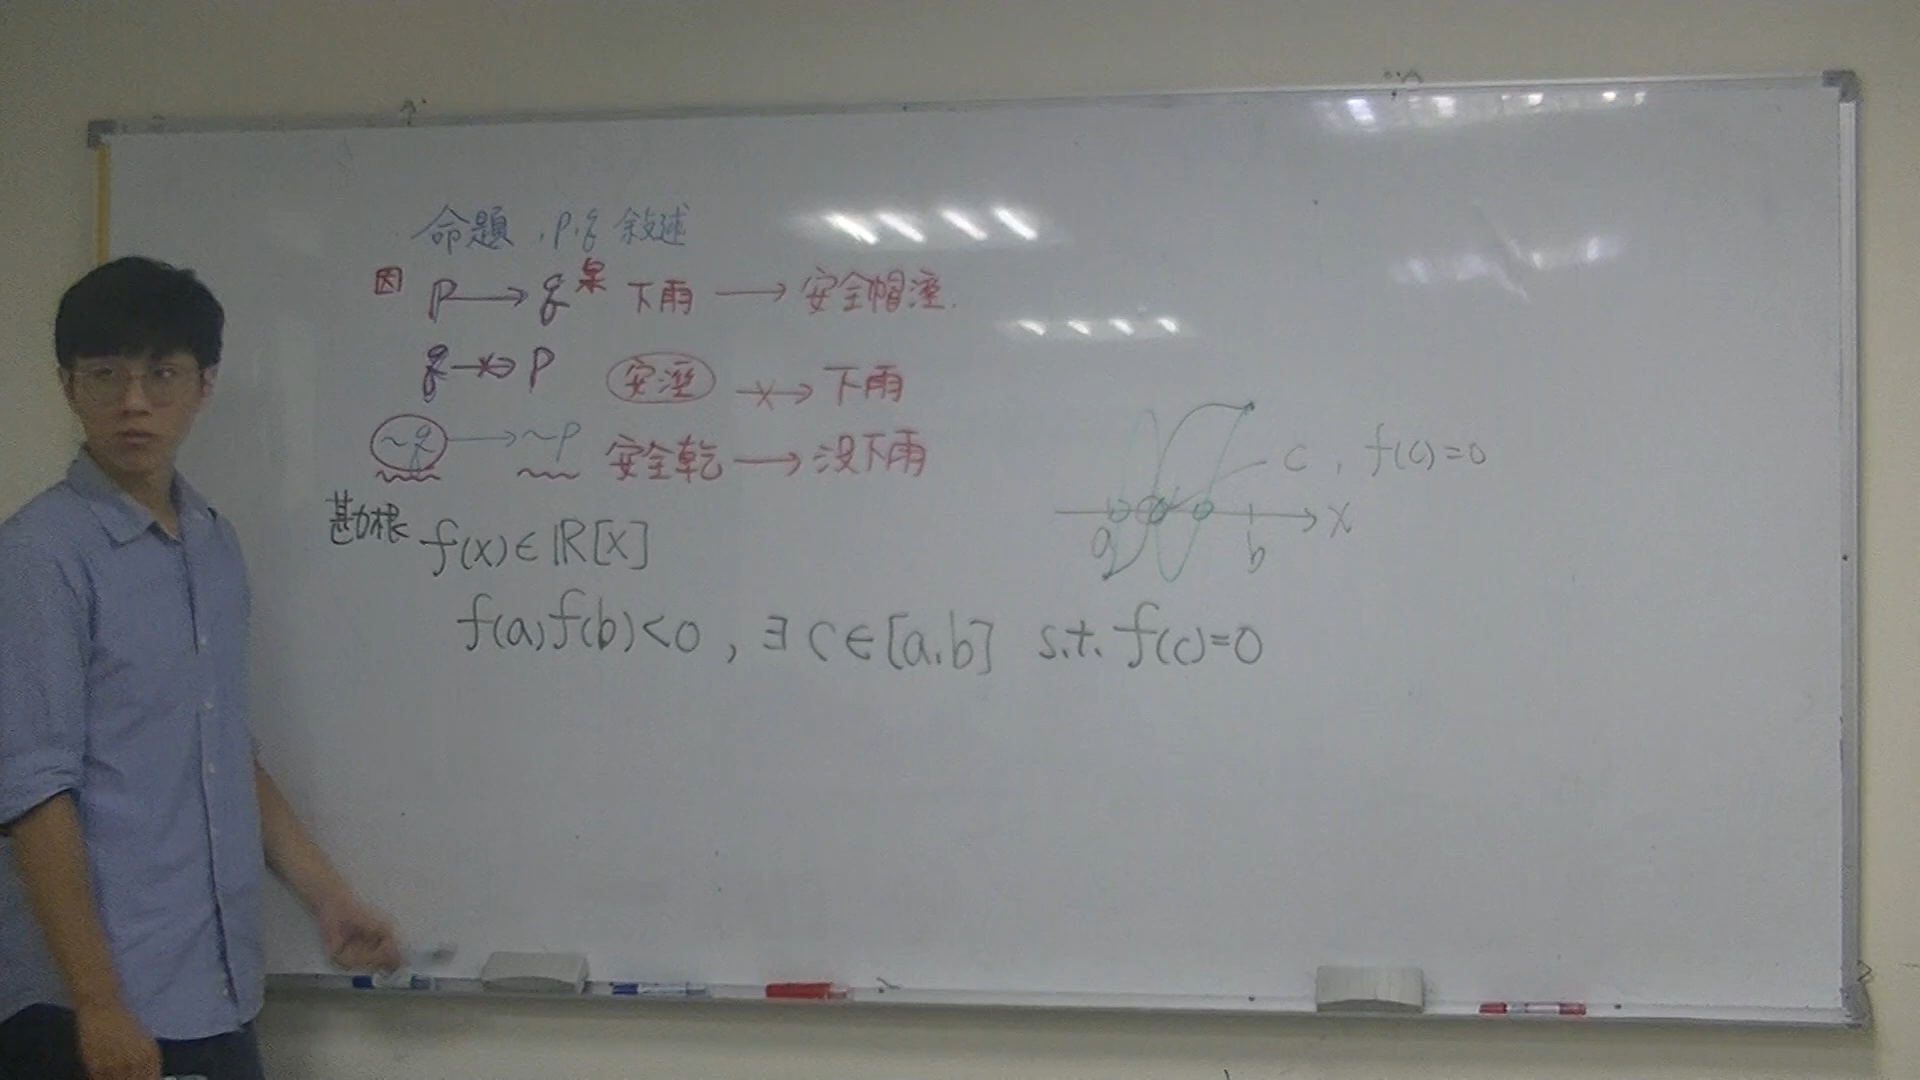 命題，p,q 敘述
因 P → q 果 下雨 → 安全帽溼.
q -x→ P 安溼 -x→ 下雨
~q → ~p 安全乾 → 沒下雨
勘根 f(x)∈ℝ[x]
f(a)f(b)<0 , ∃ c∈[a,b] s.t. f(c)=0
c , f(c)=0
a b x